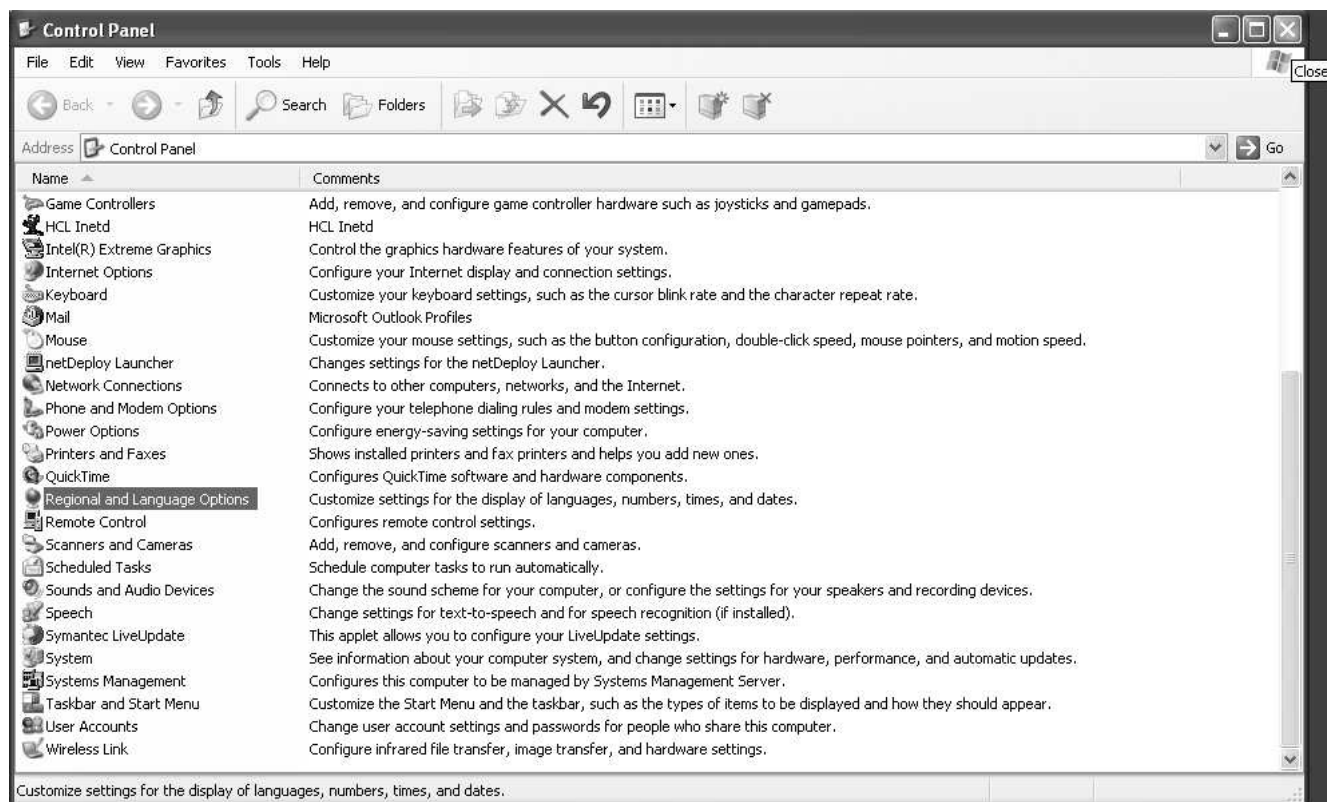 Control Panel
File Edit View Favorites Tools Help
Close
Back Search Folders
Address Control Panel Go
Name Comments
Game Controllers Add, remove, and configure game controller hardware such as joysticks and gamepads.
HCL Inetd HCL Inetd
Intel(R) Extreme Graphics Control the graphics hardware features of your system.
Internet Options Configure your Internet display and connection settings.
Keyboard Customize your keyboard settings, such as the cursor blink rate and the character repeat rate.
Mail Microsoft Outlook Profiles
Mouse Customize your mouse settings, such as the button configuration, double-click speed, mouse pointers, and motion speed.
netDeploy Launcher Changes settings for the netDeploy Launcher.
Network Connections Connects to other computers, networks, and the Internet.
Phone and Modem Options Configure your telephone dialing rules and modem settings.
Power Options Configure energy-saving settings for your computer.
Printers and Faxes Shows installed printers and fax printers and helps you add new ones.
QuickTime Configures QuickTime software and hardware components.
Regional and Language Options Customize settings for the display of languages, numbers, times, and dates.
Remote Control Configures remote control settings.
Scanners and Cameras Add, remove, and configure scanners and cameras.
Scheduled Tasks Schedule computer tasks to run automatically.
Sounds and Audio Devices Change the sound scheme for your computer, or configure the settings for your speakers and recording devices.
Speech Change settings for text-to-speech and for speech recognition (if installed).
Symantec LiveUpdate This applet allows you to configure your LiveUpdate settings.
System See information about your computer system, and change settings for hardware, performance, and automatic updates.
Systems Management Configures this computer to be managed by Systems Management Server.
Taskbar and Start Menu Customize the Start Menu and the taskbar, such as the types of items to be displayed and how they should appear.
User Accounts Change user account settings and passwords for people who share this computer.
Wireless Link Configure infrared file transfer, image transfer, and hardware settings.
Customize settings for the display of languages, numbers, times, and dates.